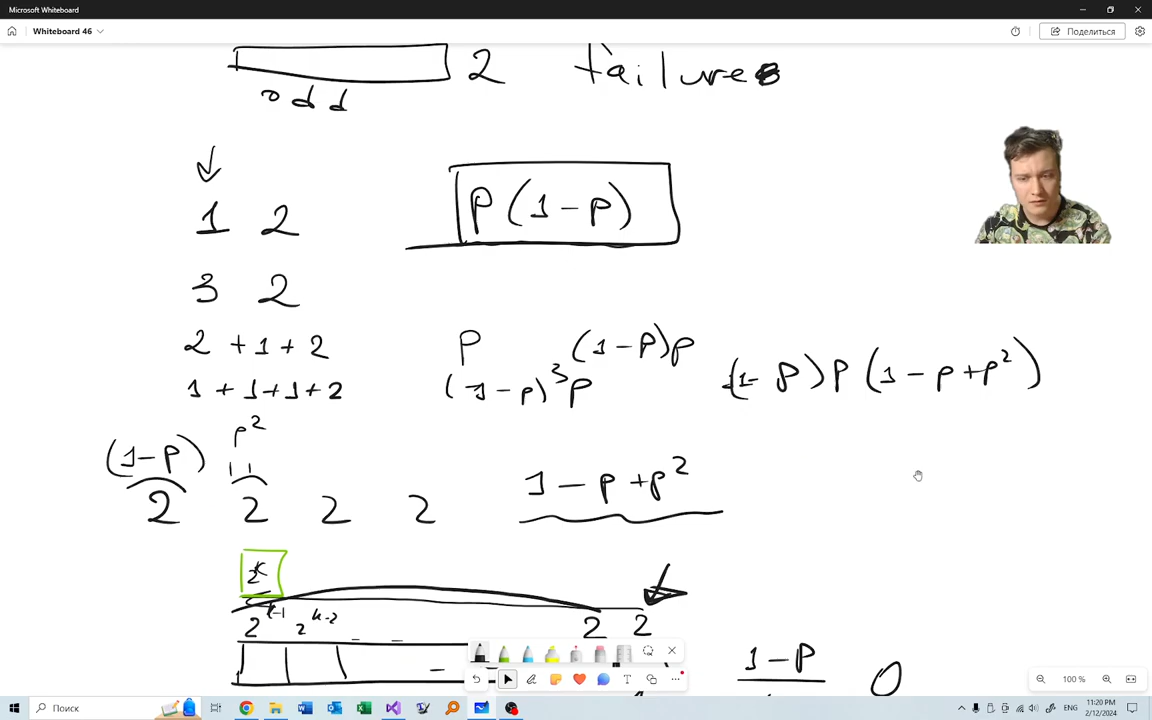 Microsoft Whiteboard
Whiteboard 46
Поделиться
2 failures
odd
1 2
p(1-p)
3 2
2 + 1 + 2
p (1-p)p
1 + 1 + 1 + 2
(1-p)³p
(1-p)p(1-p+p²)
p²
(1-p)
1 1
2 2 2 2
1-p+p²
2^k
2^k-1 2^k-2 _ _ 2 2
1-p
0
100 %
Поиск
ENG
11:20 PM
2/12/2024